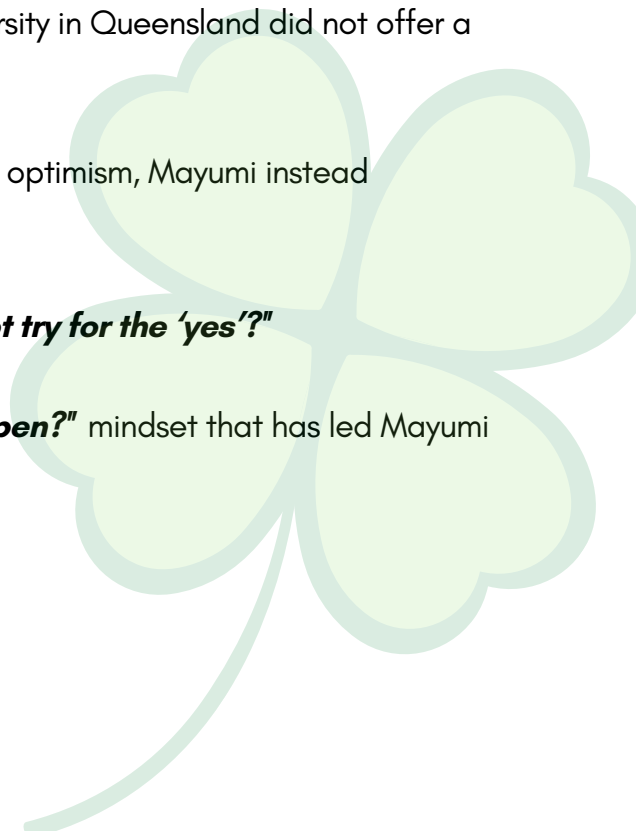 rsity in Queensland did not offer a
optimism, Mayumi instead
t try for the ‘yes’?"
pen?" mindset that has led Mayumi